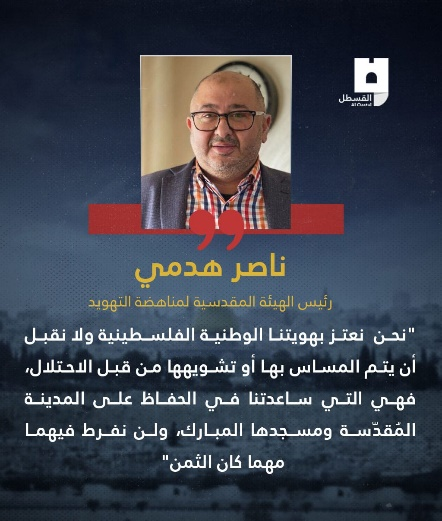 القسطل
ناصر هدمي
رئيس الهيئة المقدسية لمناهضة التهويد
"نحن نعتز بهويتنا الوطنية الفلسطينية ولا نقبل
أن يتم المساس بها أو تشويهها من قبل الاحتلال،
فهي التي ساعدتنا في الحفاظ على المدينة
المُقدّسة ومسجدها المبارك، ولن نفرط فيهما
مهما كان الثمن"